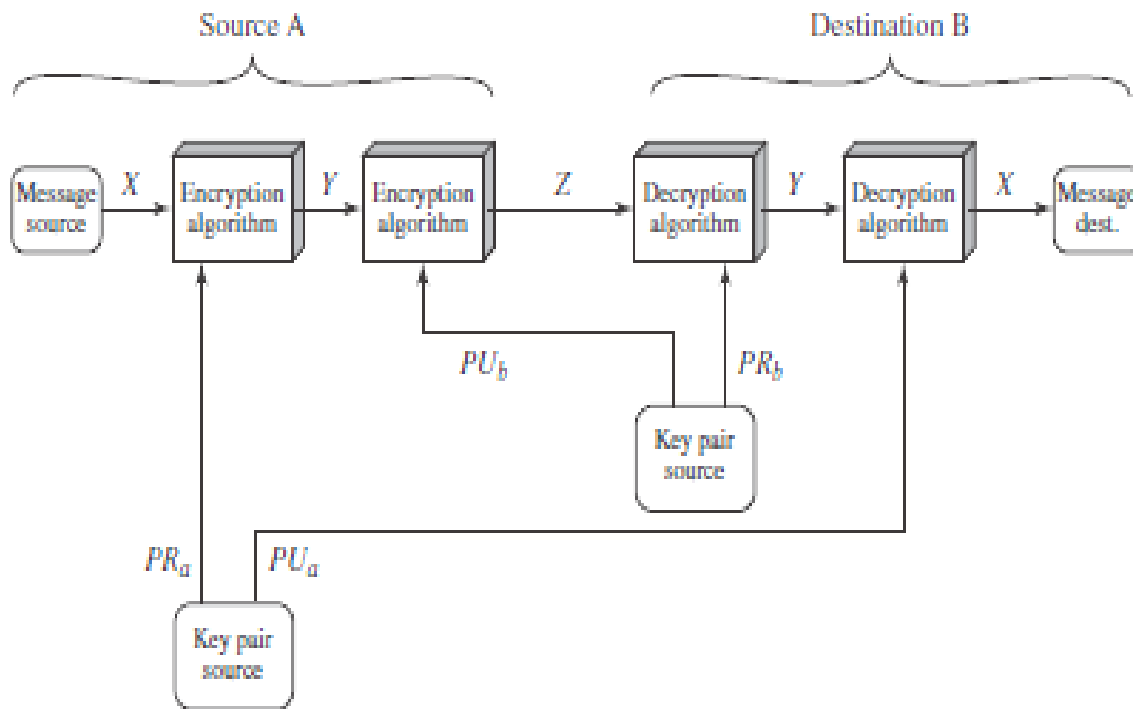 Source A
Destination B
Message
source
X
Encryption
algorithm
Y
Encryption
algorithm
Z
Decryption
algorithm
Y
Decryption
algorithm
X
Message
dest.
PU_b
PR_b
Key pair
source
PR_a
PU_a
Key pair
source